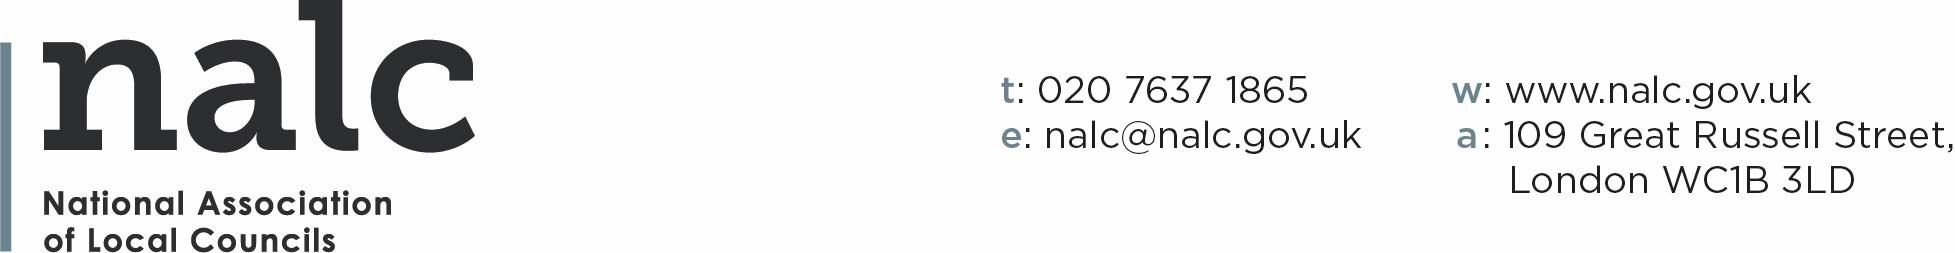 nalc
National Association
of Local Councils
t: 020 7637 1865
e: nalc@nalc.gov.uk
w: www.nalc.gov.uk
a: 109 Great Russell Street,
London WC1B 3LD